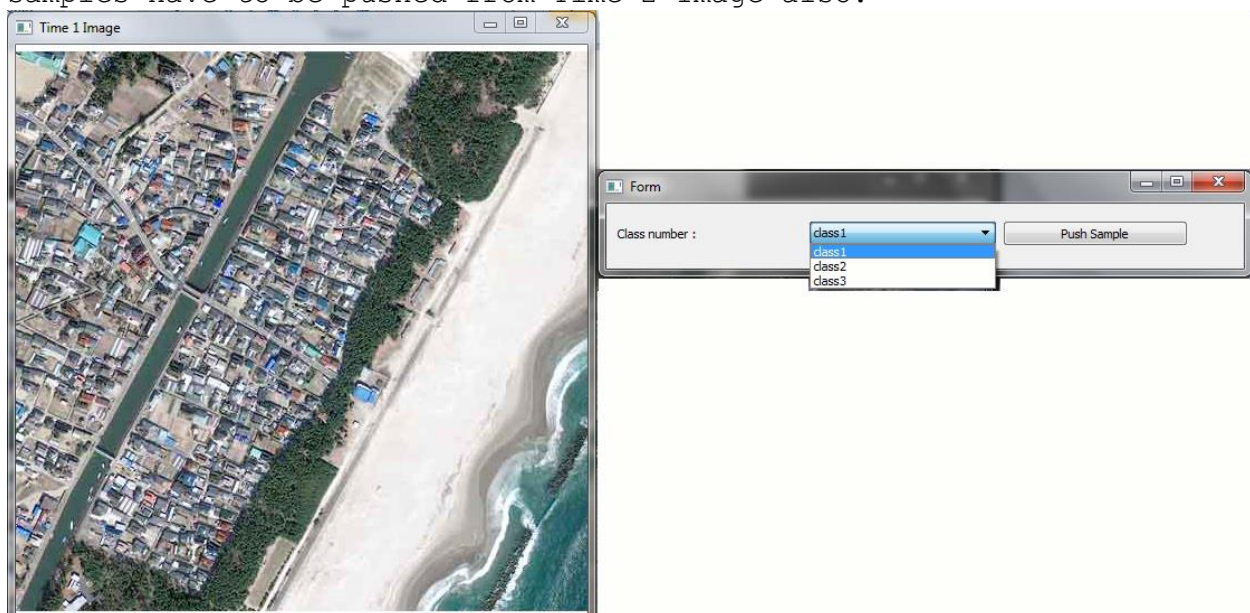 samples have to be pushed from Time 2 image also.
Time 1 Image
Form
Class number :
class1
Push Sample
class1
class2
class3